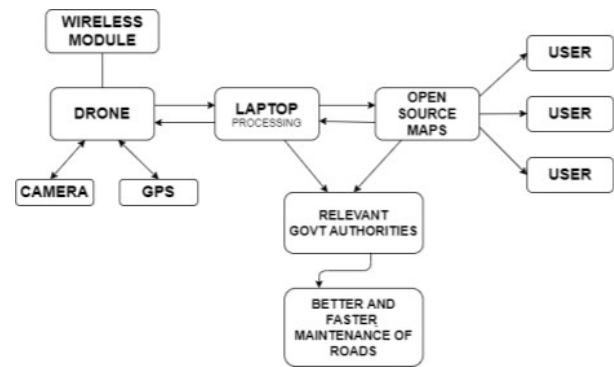 WIRELESS
MODULE
DRONE
LAPTOP
PROCESSING
OPEN
SOURCE
MAPS
USER
USER
USER
CAMERA
GPS
RELEVANT
GOVT AUTHORITIES
BETTER AND
FASTER
MAINTENANCE OF
ROADS